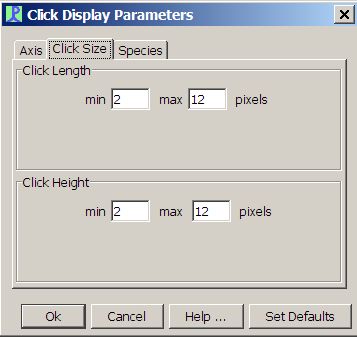 Click Display Parameters
Axis Click Size Species
Click Length
min 2 max 12 pixels
Click Height
min 2 max 12 pixels
Ok Cancel Help ... Set Defaults